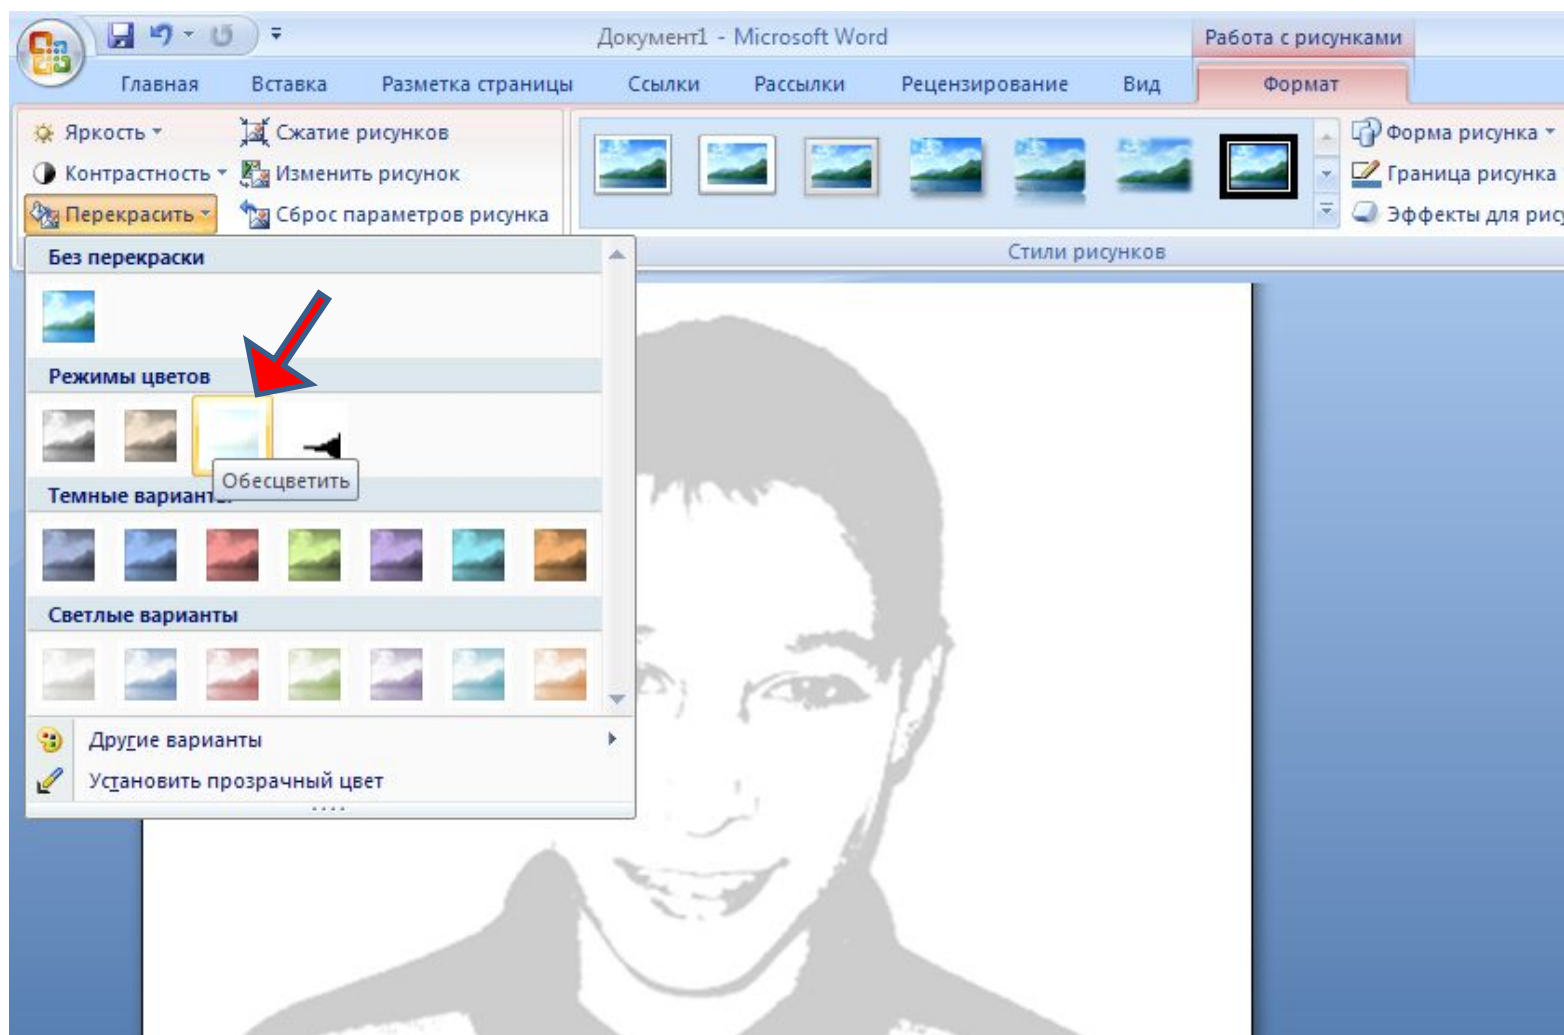 Документ1 - Microsoft Word
Работа с рисунками
Главная Вставка Разметка страницы Ссылки Рассылки Рецензирование Вид Формат
Яркость Сжатие рисунков Форма рисунка
Контрастность Изменить рисунок Граница рисунка
Перекрасить Сброс параметров рисунка Эффекты для рис
Стили рисунков
Без перекраски
Режимы цветов
Обесцветить
Темные варианты
Светлые варианты
Другие варианты
Установить прозрачный цвет